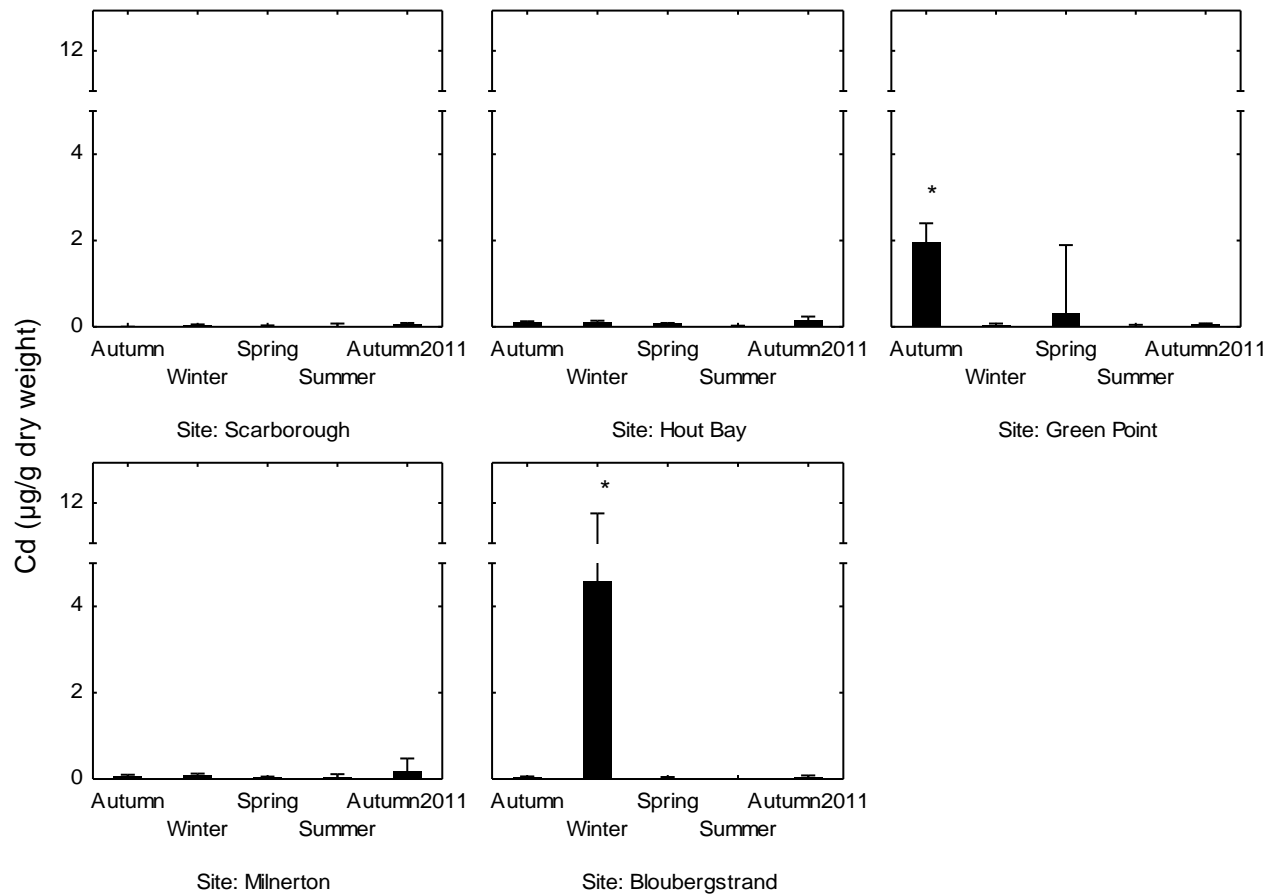 Cd (µg/g dry weight)
12
4
2
0
Autumn Spring Autumn2011
Winter Summer
Site: Scarborough
Autumn Spring Autumn2011
Winter Summer
Site: Hout Bay
*
Autumn Spring Autumn2011
Winter Summer
Site: Green Point
12
4
2
0
Autumn Spring Autumn2011
Winter Summer
Site: Milnerton
*
Autumn Spring Autumn2011
Winter Summer
Site: Bloubergstrand